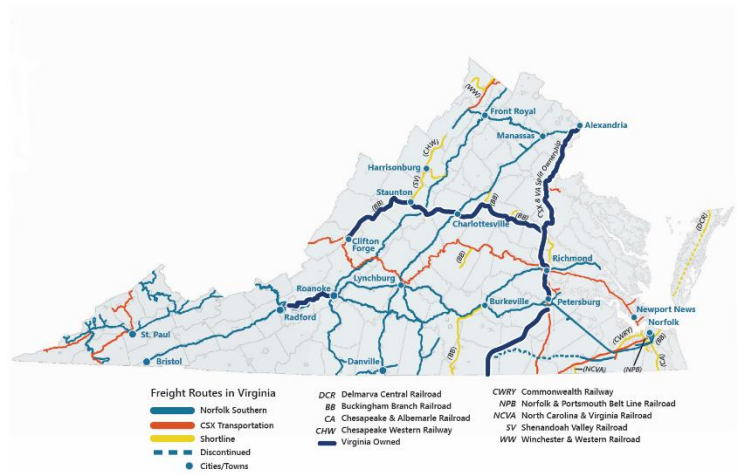 (WW)
Front Royal
Alexandria
Manassas
(CHW)
Harrisonburg
(SV)
Staunton
CSX & VA Split Ownership
(BB)
(BB)
(BB)
(DCR)
Charlottesville
Clifton
Forge
(BB)
Richmond
Lynchburg
Roanoke
Radford
Burkeville
Petersburg
Newport News
Norfolk
St. Paul
(CWRY)
(BB)
Bristol
Danville
(BB)
(NCVA)
(NPB)
(CA)
Freight Routes in Virginia
Norfolk Southern
CSX Transportation
Shortline
Discontinued
Cities/Towns
DCR Delmarva Central Railroad
BB Buckingham Branch Railroad
CA Chesapeake & Albemarle Railroad
CHW Chesapeake Western Railway
Virginia Owned
CWRY Commonwealth Railway
NPB Norfolk & Portsmouth Belt Line Railroad
NCVA North Carolina & Virginia Railroad
SV Shenandoah Valley Railroad
WW Winchester & Western Railroad